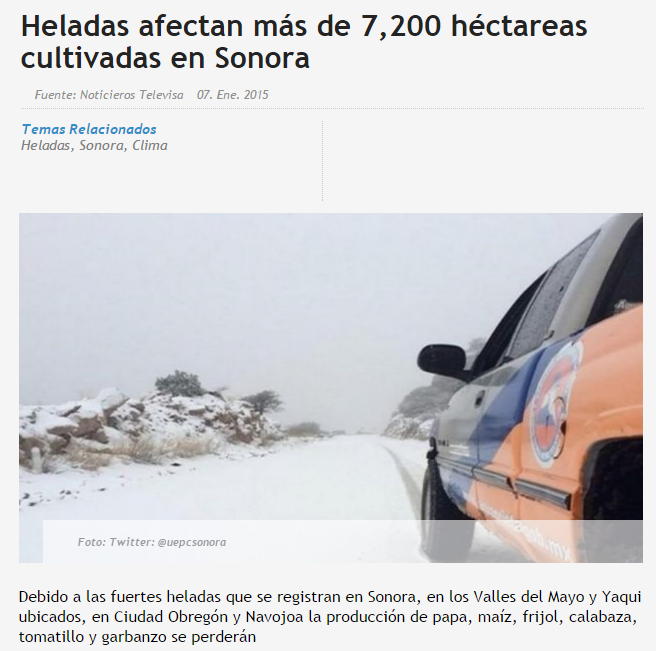 Heladas afectan más de 7,200 héctareas
cultivadas en Sonora
Fuente: Noticieros Televisa 07. Ene. 2015
Temas Relacionados
Heladas, Sonora, Clima
Foto: Twitter: @uepcsonora
Debido a las fuertes heladas que se registran en Sonora, en los Valles del Mayo y Yaqui
ubicados, en Ciudad Obregón y Navojoa la producción de papa, maíz, frijol, calabaza,
tomatillo y garbanzo se perderán